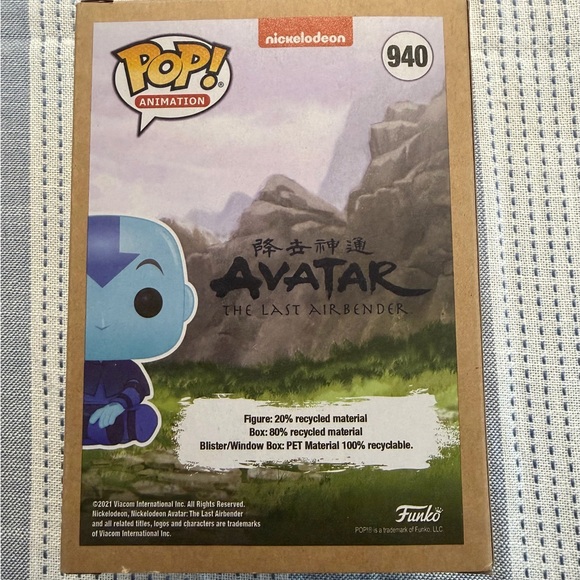 nickelodeon
POP!®
ANIMATION
940
降去神通
AVATAR
THE LAST AIRBENDER
Figure: 20% recycled material
Box: 80% recycled material
Blister/Window Box: PET Material 100% recyclable.
©2021 Viacom International Inc. All Rights Reserved.
Nickelodeon, Nickelodeon Avatar: The Last Airbender
and all related titles, logos and characters are trademarks
of Viacom International Inc.
Funko
POP!® is a trademark of Funko, LLC.